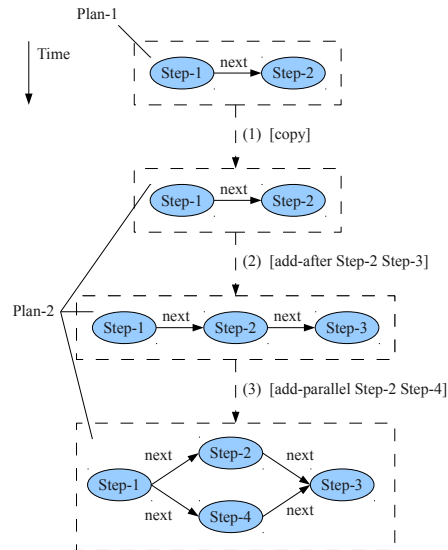 Plan-1
Time
Step-1 next Step-2
(1) [copy]
Step-1 next Step-2
(2) [add-after Step-2 Step-3]
Plan-2
Step-1 next Step-2 next Step-3
(3) [add-parallel Step-2 Step-4]
next Step-2 next
Step-1 Step-3
next Step-4 next